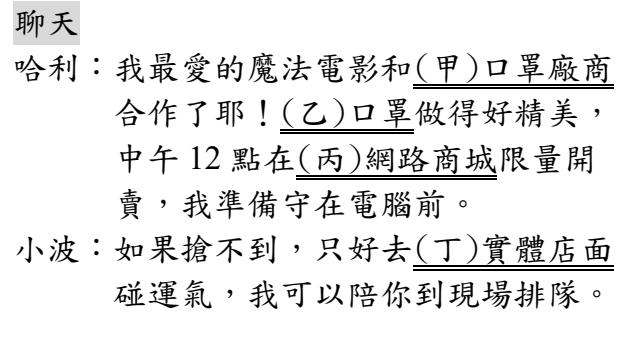 聊天
哈利：我最愛的魔法電影和(甲)口罩廠商
合作了耶！(乙)口罩做得好精美，
中午 12 點在(丙)網路商城限量開
賣，我準備守在電腦前。
小波：如果搶不到，只好去(丁)實體店面
碰運氣，我可以陪你到現場排隊。